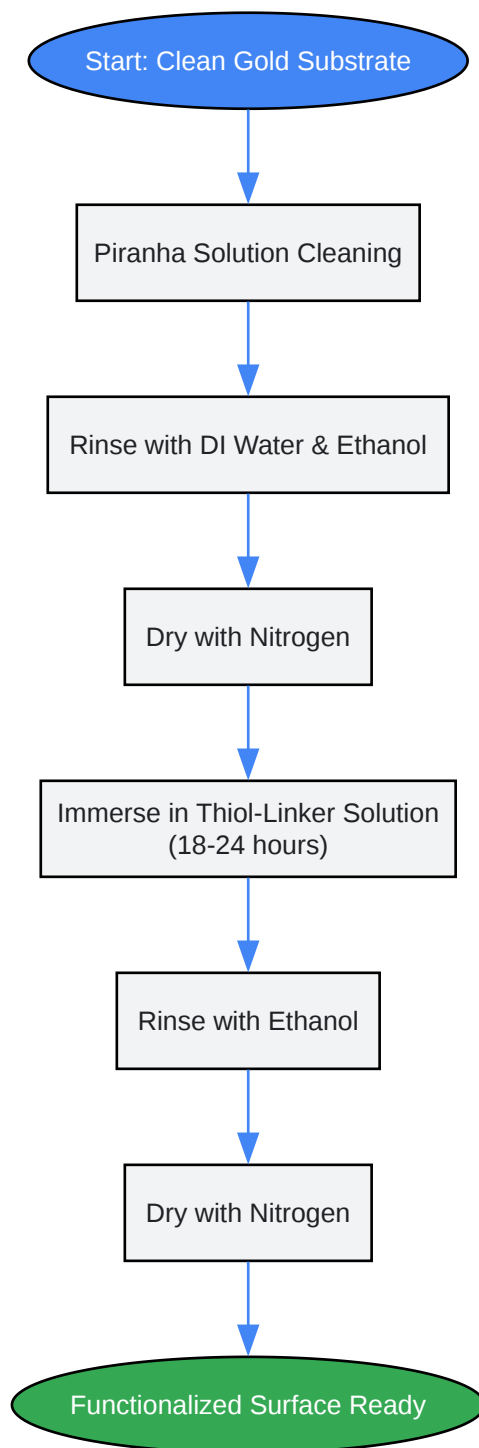 Start: Clean Gold Substrate
Piranha Solution Cleaning
Rinse with DI Water & Ethanol
Dry with Nitrogen
Immerse in Thiol-Linker Solution
(18-24 hours)
Rinse with Ethanol
Dry with Nitrogen
Functionalized Surface Ready